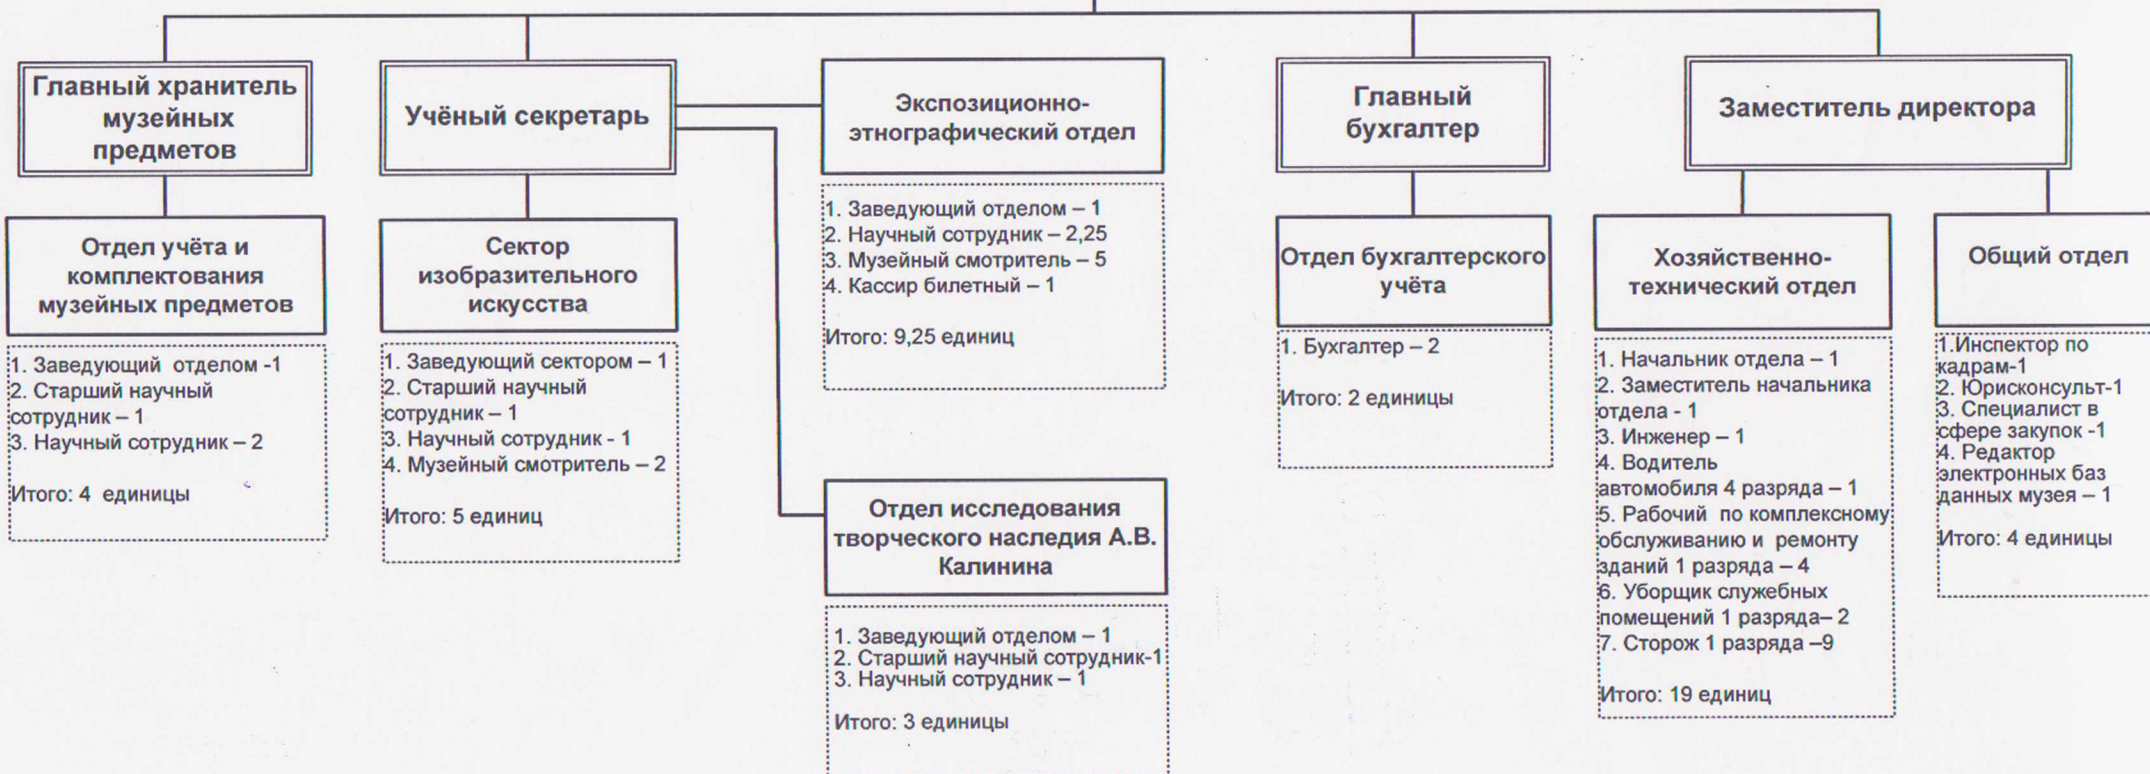 Главный хранитель
музейных
предметов
Отдел учёта и
комплектования
музейных предметов
1. Заведующий отделом -1
2. Старший научный
сотрудник – 1
3. Научный сотрудник – 2
Итого: 4 единицы
Учёный секретарь
Сектор
изобразительного
искусства
1. Заведующий сектором – 1
2. Старший научный
сотрудник – 1
3. Научный сотрудник - 1
4. Музейный смотритель – 2
Итого: 5 единиц
Экспозиционно-
этнографический отдел
1. Заведующий отделом – 1
2. Научный сотрудник – 2,25
3. Музейный смотритель – 5
4. Кассир билетный – 1
Итого: 9,25 единиц
Отдел исследования
творческого наследия А.В.
Калинина
1. Заведующий отделом – 1
2. Старший научный сотрудник-1
3. Научный сотрудник – 1
Итого: 3 единицы
Главный
бухгалтер
Отдел бухгалтерского
учёта
1. Бухгалтер – 2
Итого: 2 единицы
Заместитель директора
Хозяйственно-
технический отдел
1. Начальник отдела – 1
2. Заместитель начальника
отдела - 1
3. Инженер – 1
4. Водитель
автомобиля 4 разряда – 1
5. Рабочий по комплексному
обслуживанию и ремонту
зданий 1 разряда – 4
6. Уборщик служебных
помещений 1 разряда– 2
7. Сторож 1 разряда –9
Итого: 19 единиц
Общий отдел
1.Инспектор по
кадрам-1
2. Юрисконсульт-1
3. Специалист в
сфере закупок -1
4. Редактор
электронных баз
данных музея – 1
Итого: 4 единицы